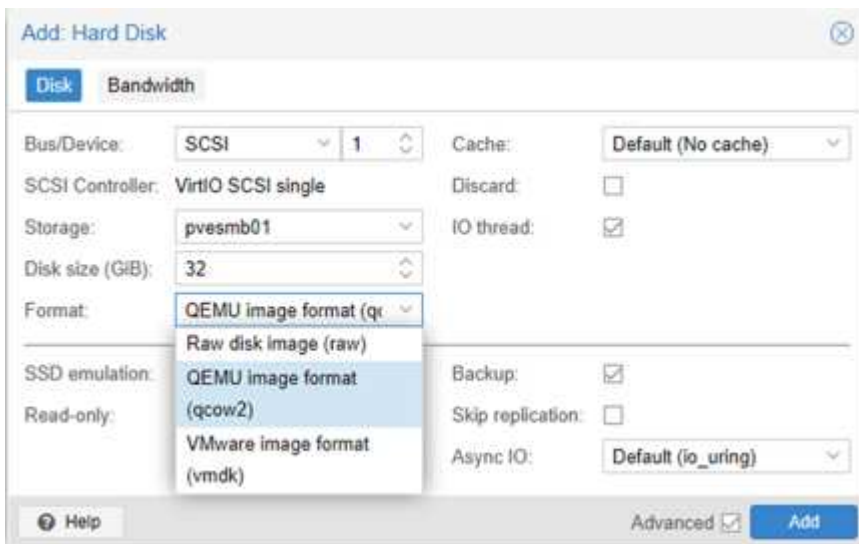 Add: Hard Disk
Disk Bandwidth
Bus/Device: SCSI 1 Cache: Default (No cache)
SCSI Controller: VirtIO SCSI single Discard:
Storage: pvesmb01 IO thread:
Disk size (GiB): 32
Format: QEMU image format (qc
Raw disk image (raw)
SSD emulation: QEMU image format Backup:
Read-only: (qcow2) Skip replication:
VMware image format
(vmdk) Async IO: Default (io_uring)
Help Advanced Add